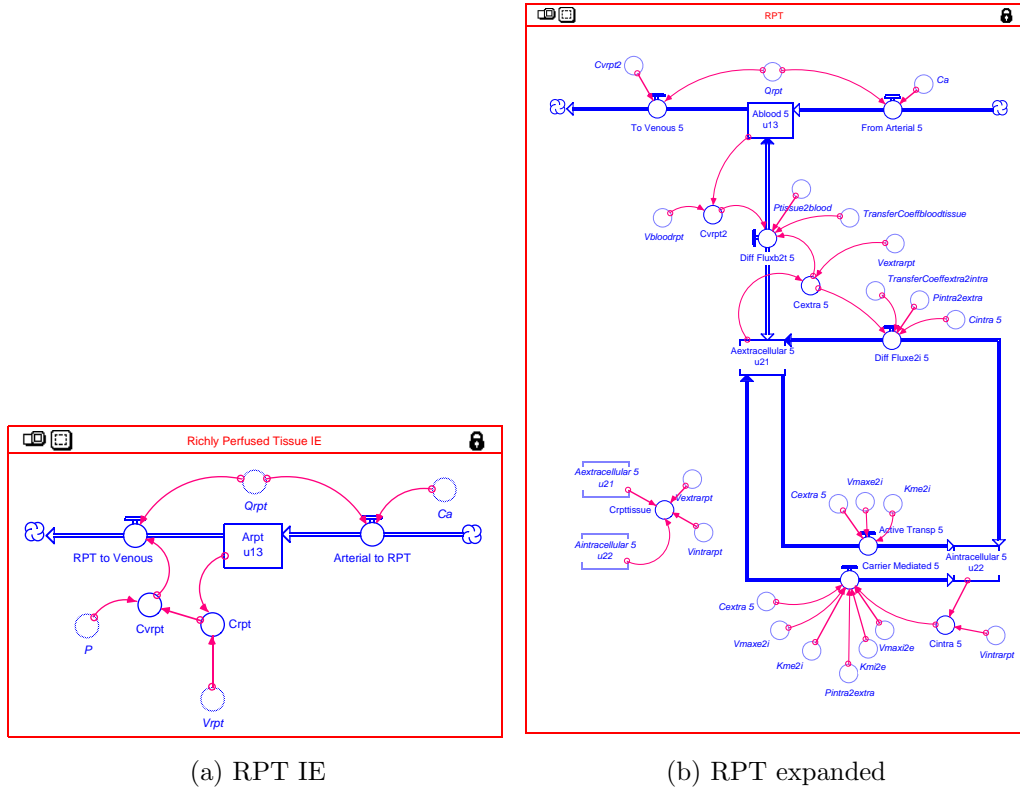 RPT
Cvrpt2
Qrpt
Ca
To Venous 5
Ablood 5
u13
From Arterial 5
Ptissue2blood
TransferCoeffbloodtissue
Vbloodrpt
Cvrpt2
Diff Fluxb2t 5
Vextrarpt
TransferCoeffextra2intra
Cextra 5
Pintra2extra
Cintra 5
Aextracellular 5
u21
Diff Fluxe2i 5
Aextracellular 5
u21
Vextrarpt
Crpttissue
Aintracellular 5
u22
Vintrarpt
Cextra 5
Vmaxe2i
Kme2i
Active Transp 5
Aintracellular 5
u22
Carrier Mediated 5
Cextra 5
Vmaxe2i
Kme2i
Pintra2extra
Kmi2e
Vmaxi2e
Cintra 5
Vintrarpt
Richly Perfused Tissue IE
Qrpt
Ca
RPT to Venous
Arpt
u13
Arterial to RPT
P
Cvrpt
Crpt
Vrpt
(a) RPT IE
(b) RPT expanded